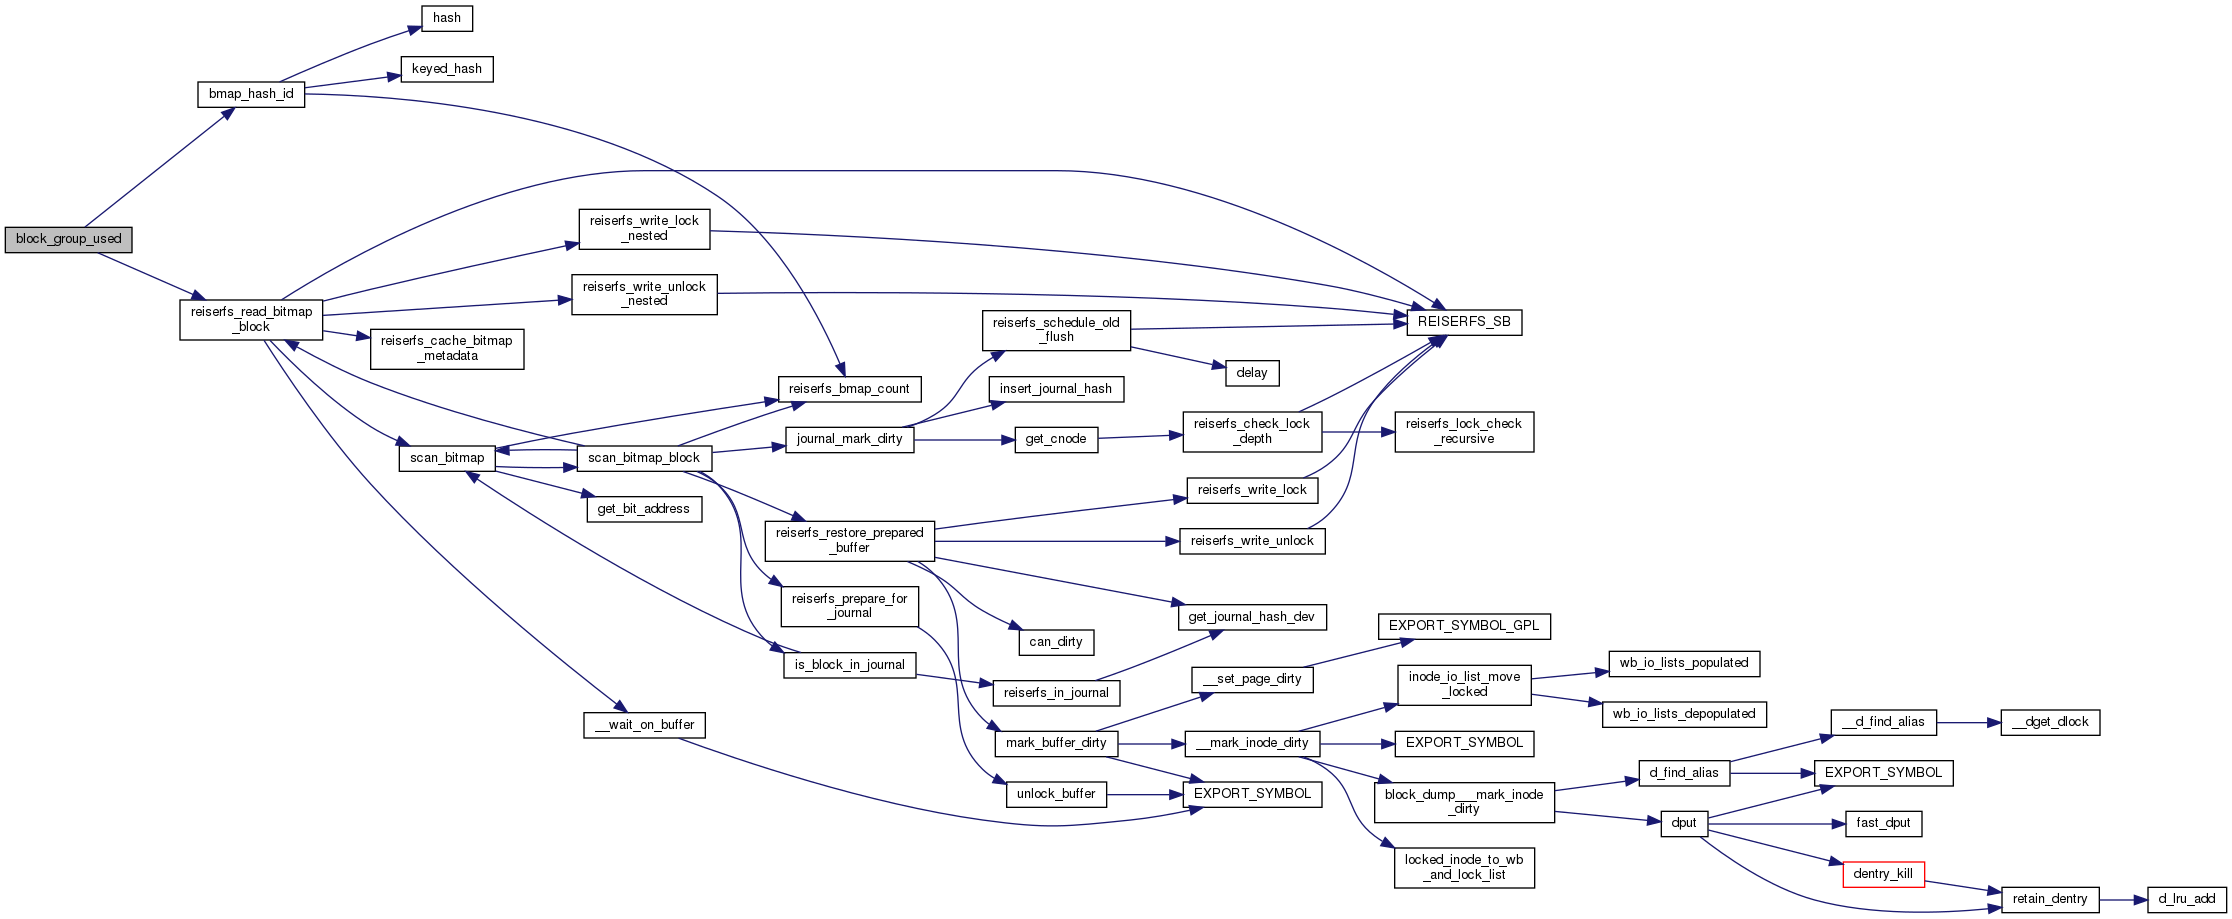 hash
keyed_hash
bmap_hash_id
block_group_used
reiserfs_write_lock
_nested
reiserfs_write_unlock
_nested
reiserfs_read_bitmap
_block
reiserfs_cache_bitmap
_metadata
reiserfs_schedule_old
_flush
REISERFS_SB
delay
reiserfs_bmap_count
insert_journal_hash
journal_mark_dirty
get_cnode
reiserfs_check_lock
_depth
reiserfs_lock_check
_recursive
scan_bitmap
scan_bitmap_block
get_bit_address
reiserfs_write_lock
reiserfs_restore_prepared
_buffer
reiserfs_write_unlock
reiserfs_prepare_for
_journal
get_journal_hash_dev
can_dirty
EXPORT_SYMBOL_GPL
is_block_in_journal
reiserfs_in_journal
__set_page_dirty
inode_io_list_move
_locked
wb_io_lists_populated
wb_io_lists_depopulated
__wait_on_buffer
mark_buffer_dirty
__mark_inode_dirty
EXPORT_SYMBOL
__d_find_alias
__dget_dlock
unlock_buffer
EXPORT_SYMBOL
block_dump___mark_inode
_dirty
d_find_alias
EXPORT_SYMBOL
dput
fast_dput
locked_inode_to_wb
_and_lock_list
dentry_kill
retain_dentry
d_lru_add